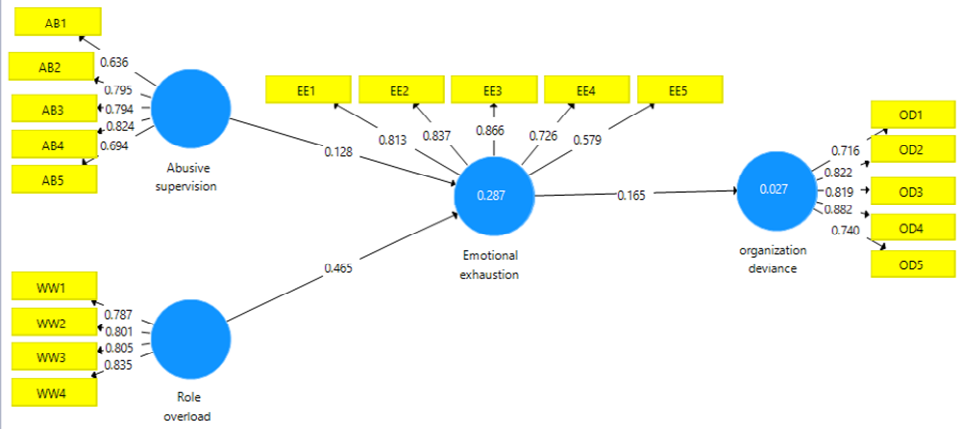 AB1
0.636
AB2
0.795
AB3
0.794
0.824
AB4
0.694
AB5
Abusive
supervision
0.128
EE1
EE2
EE3
EE4
EE5
0.813
0.837
0.866
0.726
0.579
0.287
Emotional
exhaustion
0.165
0.027
organization
deviance
OD1
0.716
OD2
0.822
0.819
OD3
0.882
OD4
0.740
OD5
0.465
WW1
0.787
WW2
0.801
0.805
WW3
0.835
WW4
Role
overload